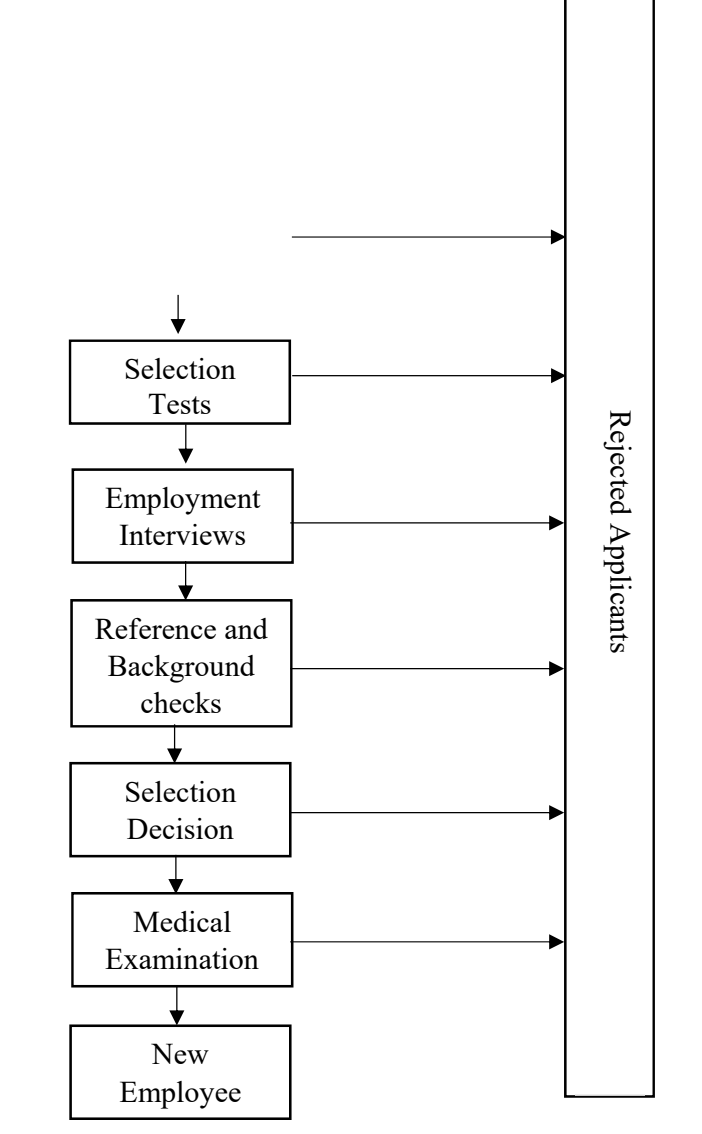 Selection
Tests
Employment
Interviews
Reference and
Background
checks
Selection
Decision
Medical
Examination
New
Employee
Rejected Applicants